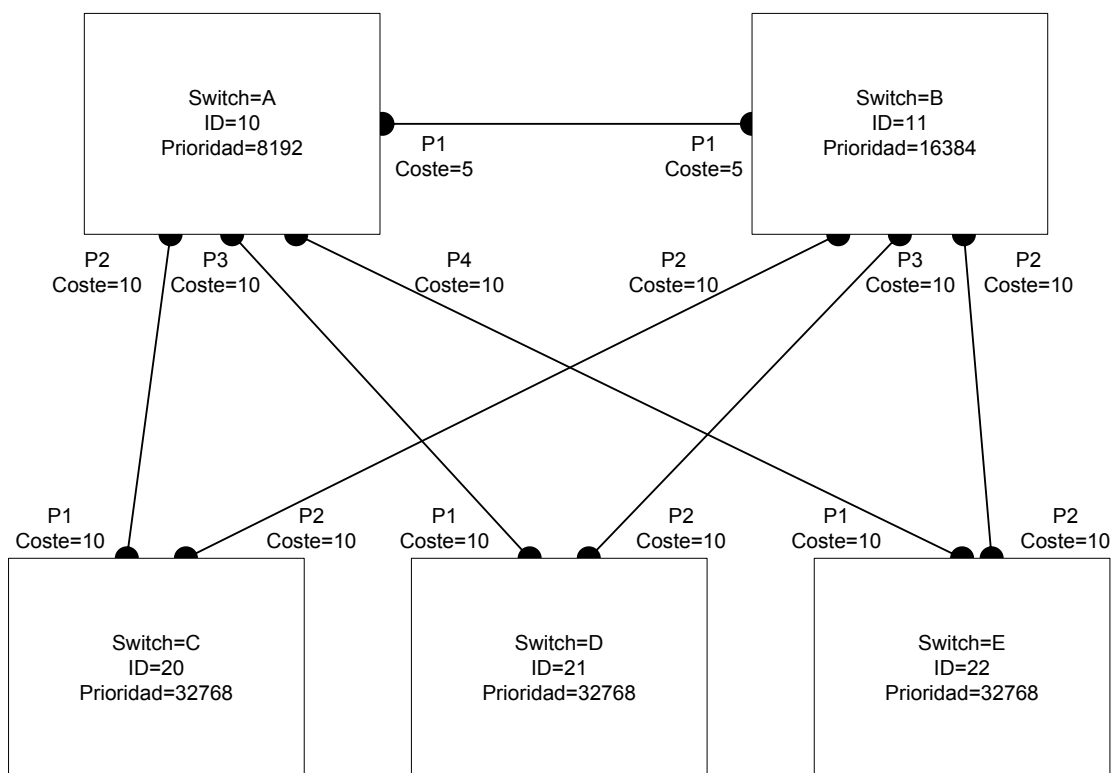 Switch=A
ID=10
Prioridad=8192
Switch=B
ID=11
Prioridad=16384
P1
Coste=5
P1
Coste=5
P2
Coste=10
P3
Coste=10
P4
Coste=10
P2
Coste=10
P3
Coste=10
P2
Coste=10
P1
Coste=10
P2
Coste=10
P1
Coste=10
P2
Coste=10
P1
Coste=10
P2
Coste=10
Switch=C
ID=20
Prioridad=32768
Switch=D
ID=21
Prioridad=32768
Switch=E
ID=22
Prioridad=32768